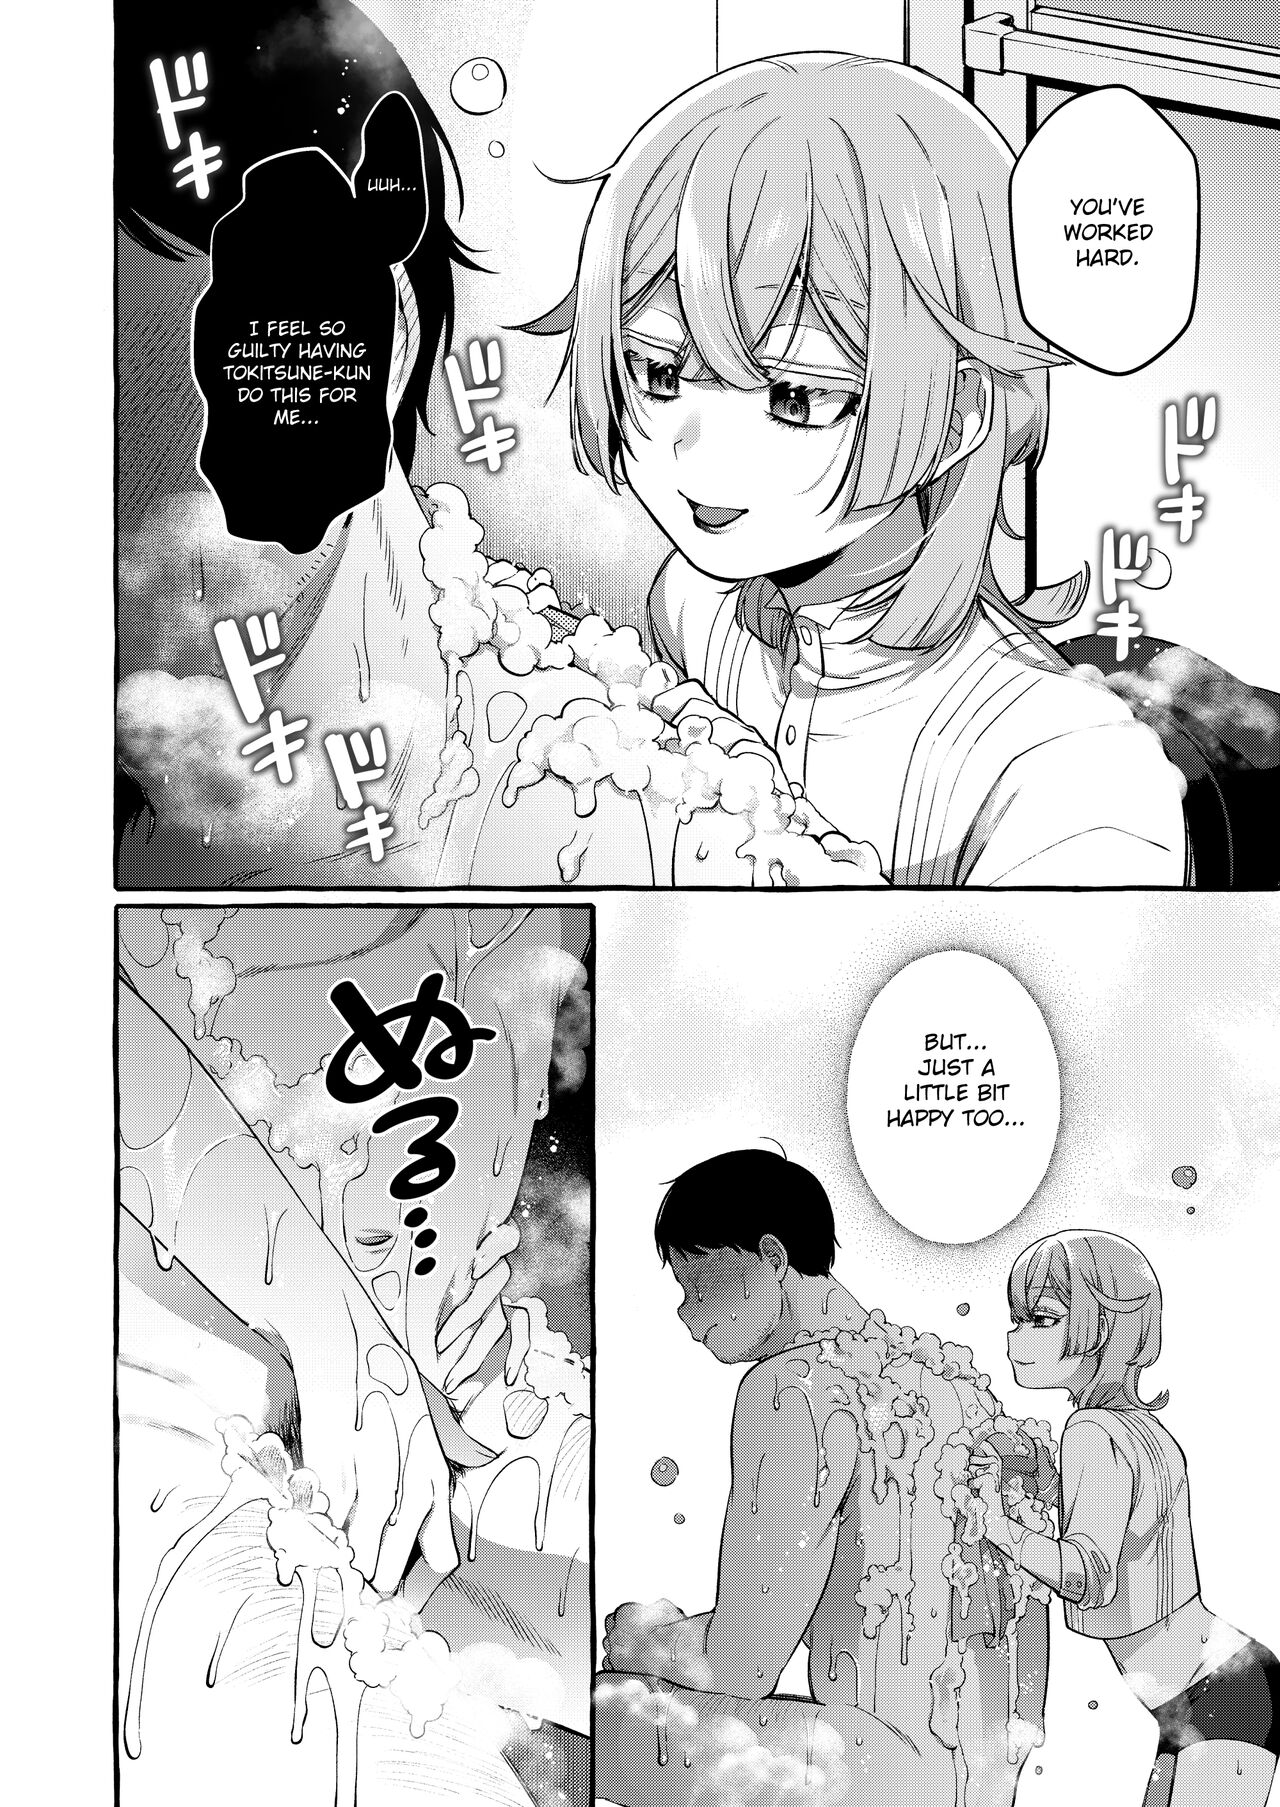 YOU'VE
WORKED
HARD.
UUH...
I FEEL SO
GUILTY HAVING
TOKITSUNE-KUN
DO THIS FOR
ME...
ドキ
ドキ
ドキ
ドキ
ドキ
ドキ
BUT...
JUST A
LITTLE BIT
HAPPY TOO...
ぬる...